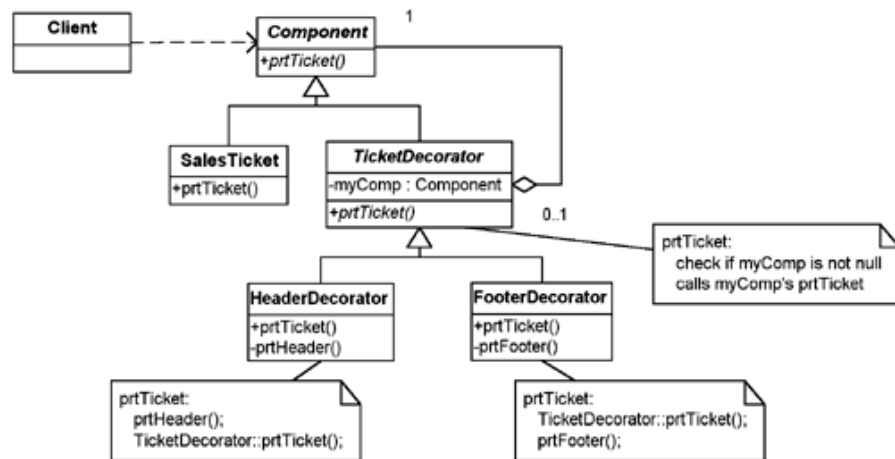 Client
Component
+prtTicket()
1
SalesTicket
+prtTicket()
TicketDecorator
-myComp : Component
+prtTicket()
0..1
prtTicket:
check if myComp is not null
calls myComp's prtTicket
HeaderDecorator
+prtTicket()
-prtHeader()
FooterDecorator
+prtTicket()
-prtFooter()
prtTicket:
prtHeader();
TicketDecorator::prtTicket();
prtTicket:
TicketDecorator::prtTicket();
prtFooter();